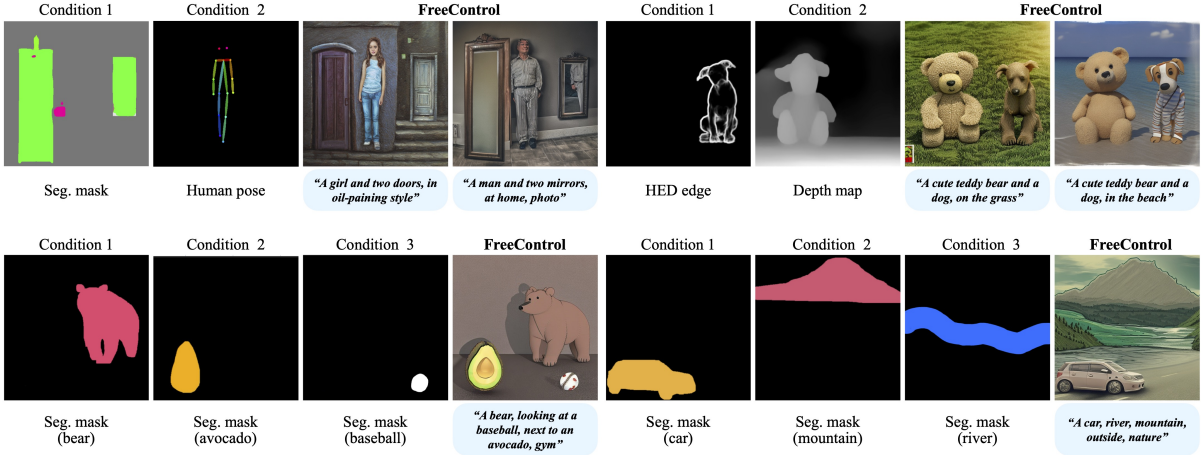 Condition 1
Condition 2
FreeControl
Condition 1
Condition 2
FreeControl
Seg. mask
Human pose
“A girl and two doors, in
oil-paining style”
“A man and two mirrors,
at home, photo”
HED edge
Depth map
“A cute teddy bear and a
dog, on the grass”
“A cute teddy bear and a
dog, in the beach”
Condition 1
Condition 2
Condition 3
FreeControl
Condition 1
Condition 2
Condition 3
FreeControl
Seg. mask
(bear)
Seg. mask
(avocado)
Seg. mask
(baseball)
“A bear, looking at a
baseball, next to an
avocado, gym”
Seg. mask
(car)
Seg. mask
(mountain)
Seg. mask
(river)
“A car, river, mountain,
outside, nature”